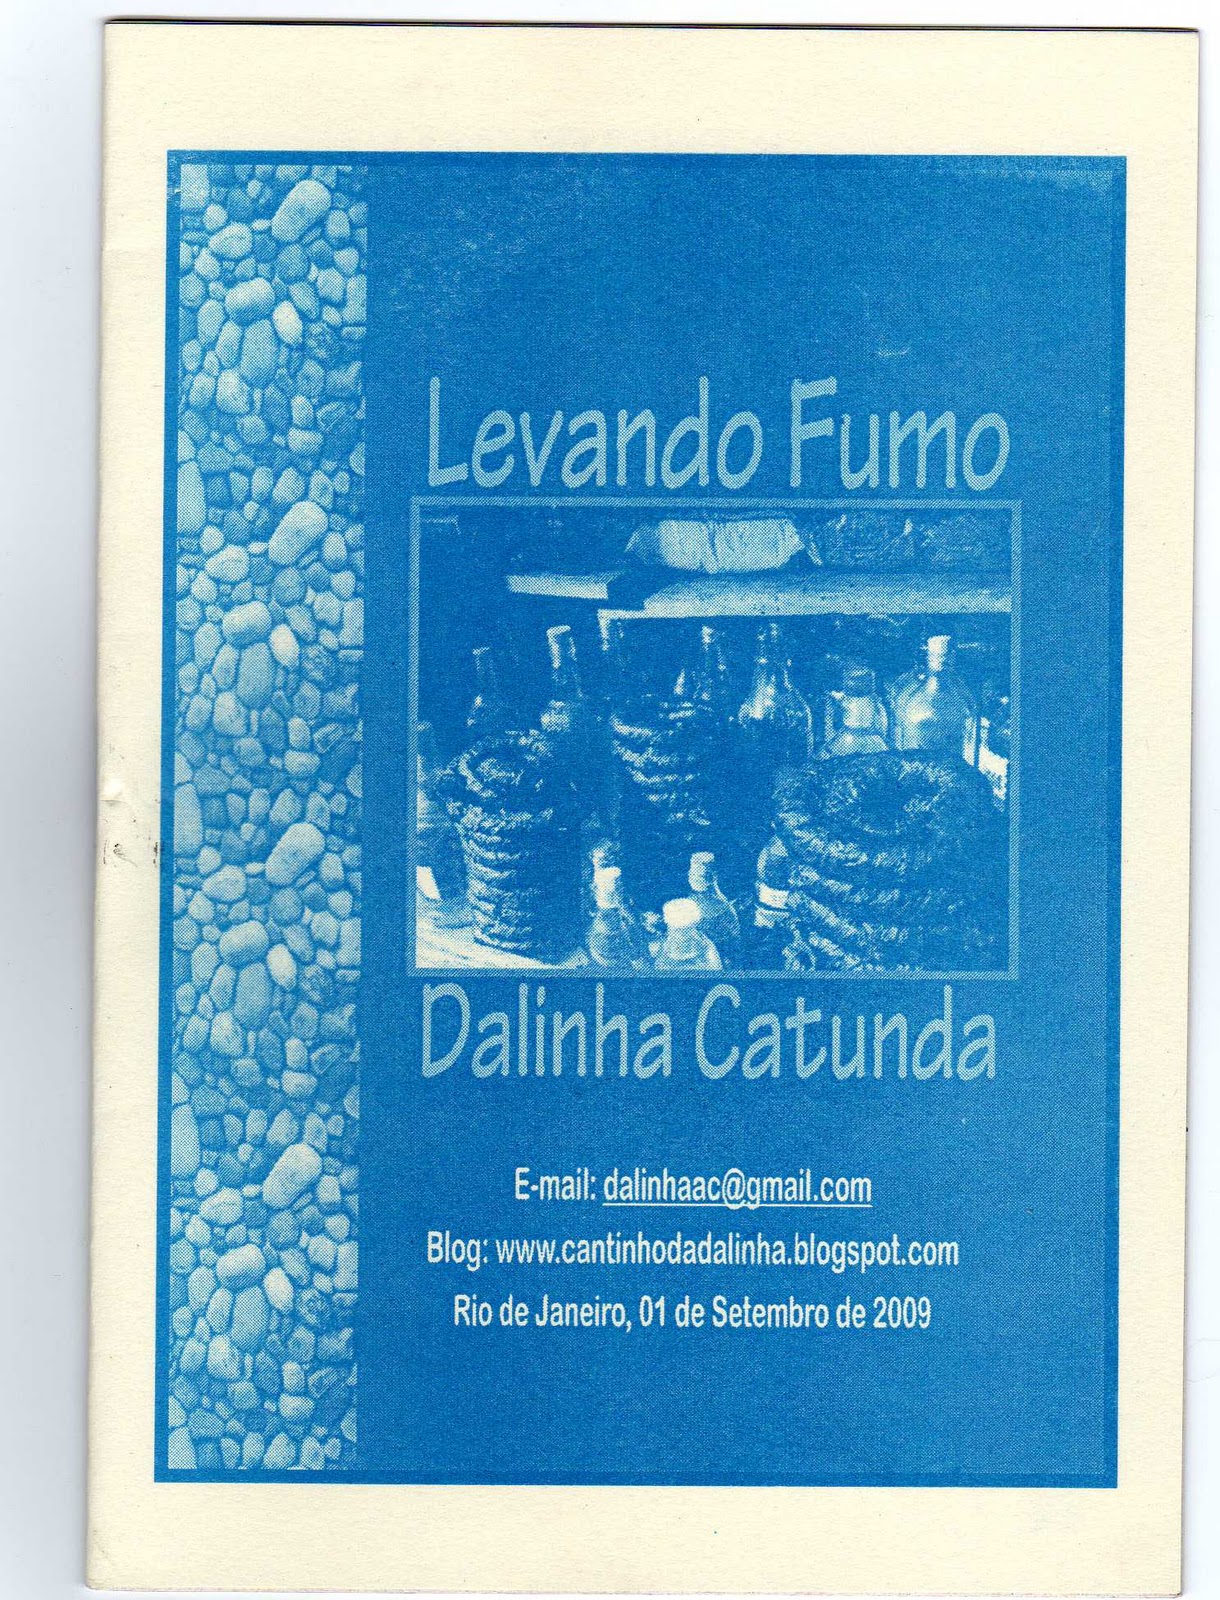 Levando Fumo
Dalinha Catunda
E-mail: dalinhaac@gmail.com
Blog: www.cantinhodadalinha.blogspot.com
Rio de Janeiro, 01 de Setembro de 2009